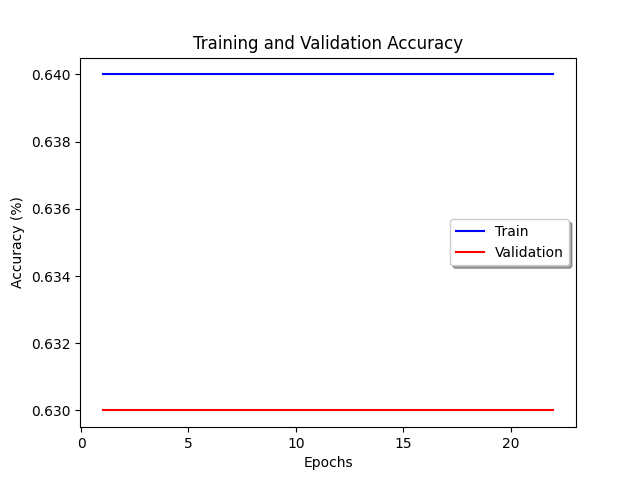 Training and Validation Accuracy
0.640
0.638
0.636
0.634
0.632
0.630
Accuracy (%)
Train
Validation
0 5 10 15 20
Epochs